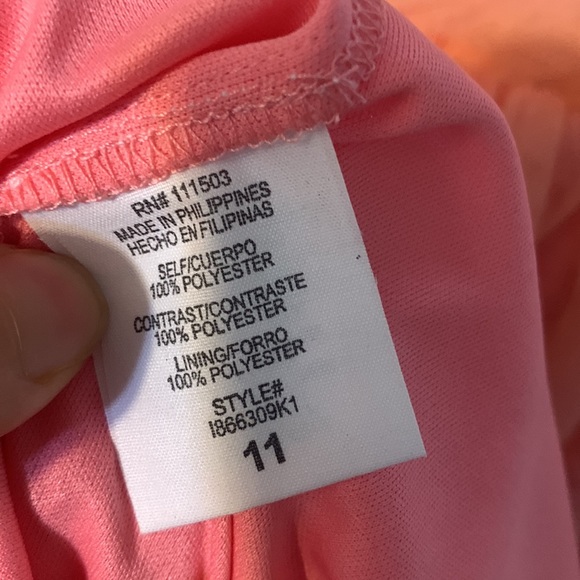 RN# 111503
MADE IN PHILIPPINES
HECHO EN FILIPINAS
SELF/CUERPO
100% POLYESTER
CONTRAST/CONTRASTE
100% POLYESTER
LINING/FORRO
100% POLYESTER
STYLE#
I866309K1
11